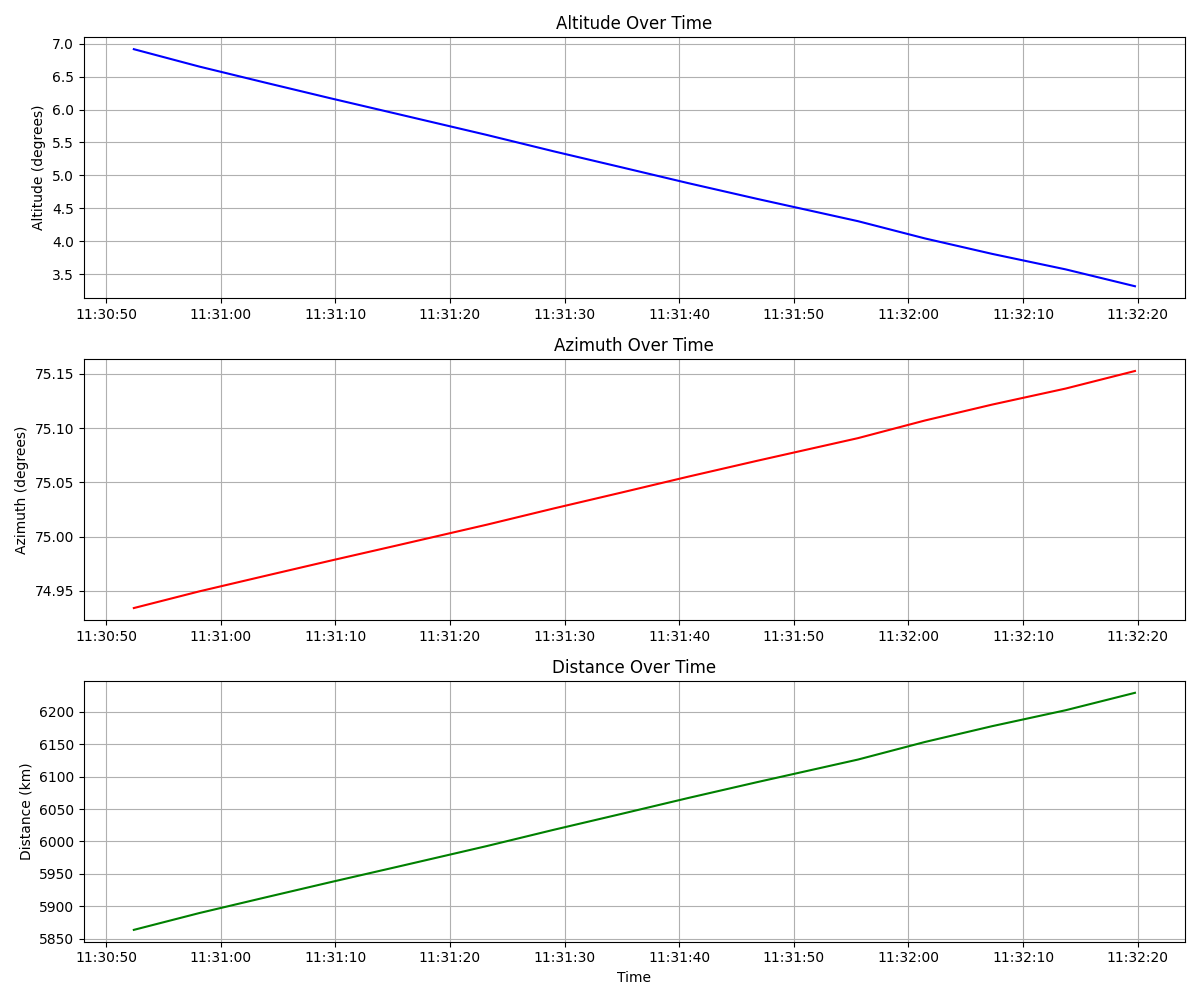 Altitude Over Time
Altitude (degrees)
7.0
6.5
6.0
5.5
5.0
4.5
4.0
3.5
11:30:50 11:31:00 11:31:10 11:31:20 11:31:30 11:31:40 11:31:50 11:32:00 11:32:10 11:32:20
Azimuth Over Time
Azimuth (degrees)
75.15
75.10
75.05
75.00
74.95
11:30:50 11:31:00 11:31:10 11:31:20 11:31:30 11:31:40 11:31:50 11:32:00 11:32:10 11:32:20
Distance Over Time
Distance (km)
6200
6150
6100
6050
6000
5950
5900
5850
11:30:50 11:31:00 11:31:10 11:31:20 11:31:30 11:31:40 11:31:50 11:32:00 11:32:10 11:32:20
Time